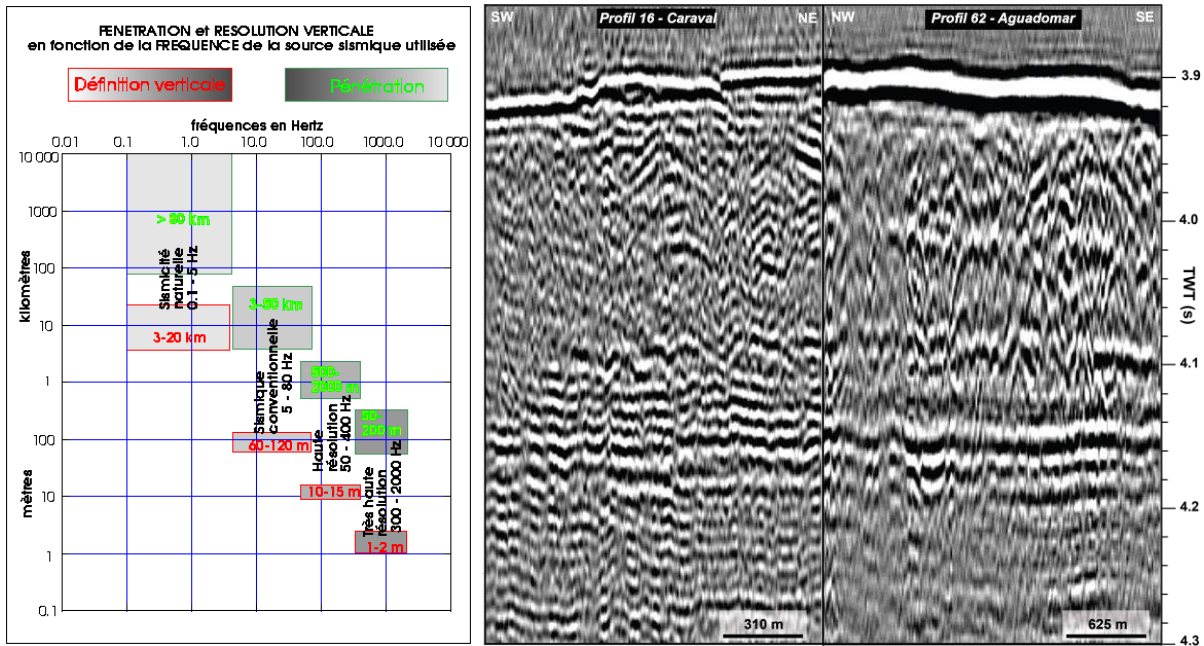 PENETRATION et RESOLUTION VERTICALE
en fonction de la FREQUENCE de la source sismique utilisée
Définition verticale
Pénétration
fréquences en Hertz
0.01 0.1 1.0 10.0 100.0 1000.0 10 000
10 000
1000
100
10
1
100
10
1
0.1
kilomètres
mètres
> 80 km
Sismicité
naturelle
0.1 - 5 Hz
3-20 km
3-50 km
Sismique
conventionnelle
5 - 80 Hz
60-120 m
500-
2000 m
Haute
résolution
50 - 400 Hz
10-15 m
200 m
Très haute
résolution
300 - 2000 Hz
1-2 m
SW
Profil 16 - Caraval
NE
310 m
NW
Profil 62 - Aguadomar
SE
625 m
3.9
4.0
4.1
4.2
4.3
TWT (s)